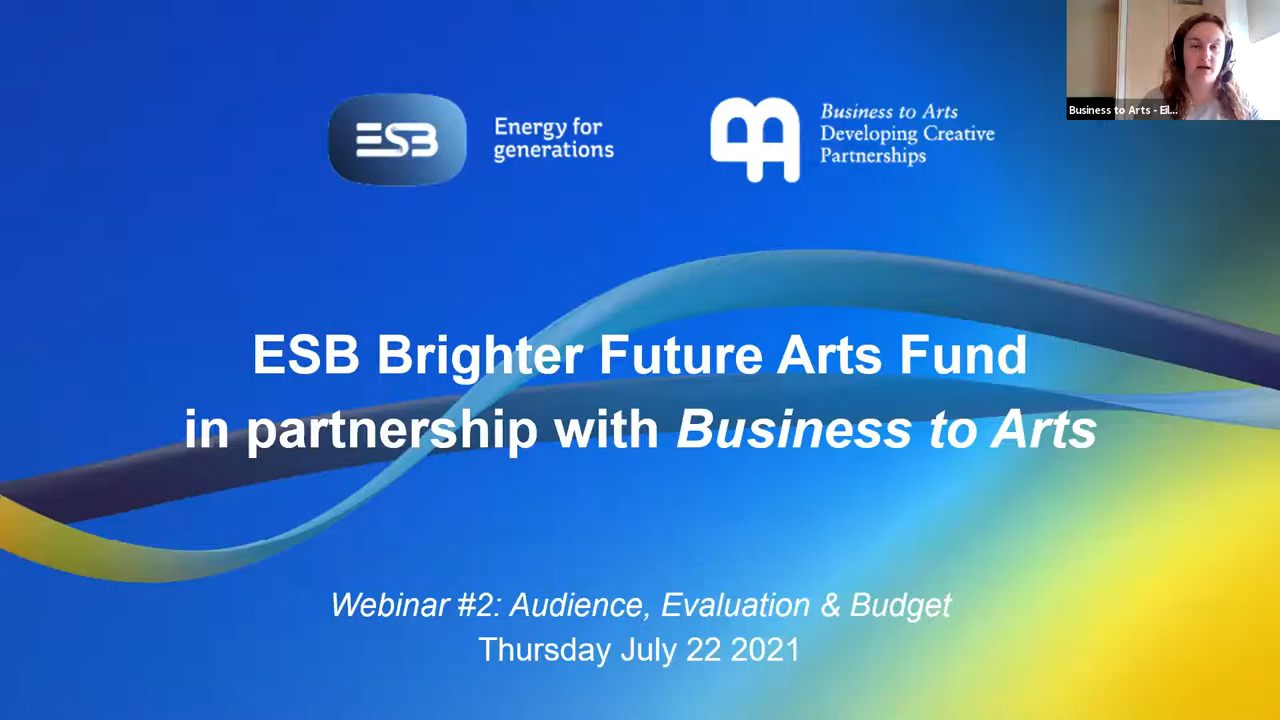 ESB
Energy for
generations
Business to Arts
Developing Creative
Partnerships
Business to Arts - Eil...
ESB Brighter Future Arts Fund
in partnership with Business to Arts
Webinar #2: Audience, Evaluation & Budget
Thursday July 22 2021